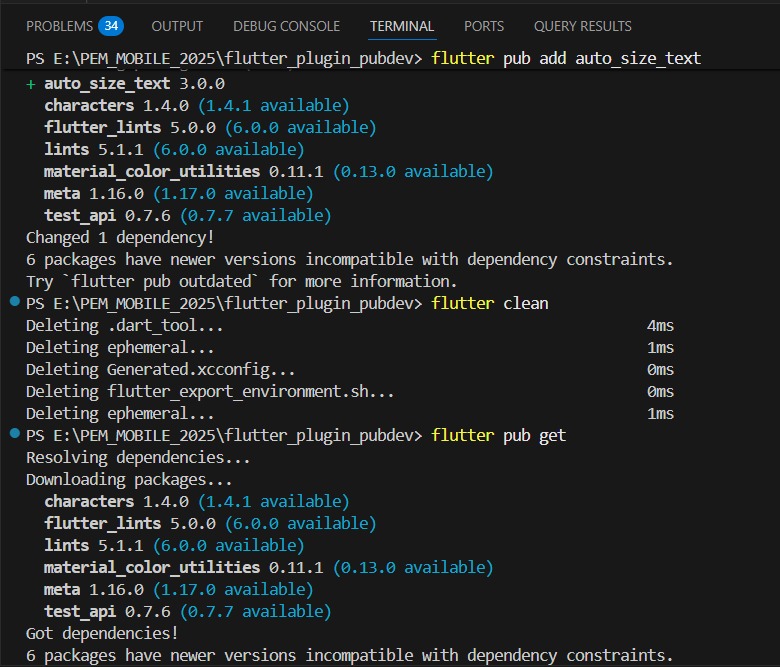 PROBLEMS 34 OUTPUT DEBUG CONSOLE TERMINAL PORTS QUERY RESULTS
PS E:\PEM_MOBILE_2025\flutter_plugin_pubdev> flutter pub add auto_size_text
+ auto_size_text 3.0.0
characters 1.4.0 (1.4.1 available)
flutter_lints 5.0.0 (6.0.0 available)
lints 5.1.1 (6.0.0 available)
material_color_utilities 0.11.1 (0.13.0 available)
meta 1.16.0 (1.17.0 available)
test_api 0.7.6 (0.7.7 available)
Changed 1 dependency!
6 packages have newer versions incompatible with dependency constraints.
Try `flutter pub outdated` for more information.
PS E:\PEM_MOBILE_2025\flutter_plugin_pubdev> flutter clean
Deleting .dart_tool... 4ms
Deleting ephemeral... 1ms
Deleting Generated.xcconfig... 0ms
Deleting flutter_export_environment.sh... 0ms
Deleting ephemeral... 1ms
PS E:\PEM_MOBILE_2025\flutter_plugin_pubdev> flutter pub get
Resolving dependencies...
Downloading packages...
characters 1.4.0 (1.4.1 available)
flutter_lints 5.0.0 (6.0.0 available)
lints 5.1.1 (6.0.0 available)
material_color_utilities 0.11.1 (0.13.0 available)
meta 1.16.0 (1.17.0 available)
test_api 0.7.6 (0.7.7 available)
Got dependencies!
6 packages have newer versions incompatible with dependency constraints.